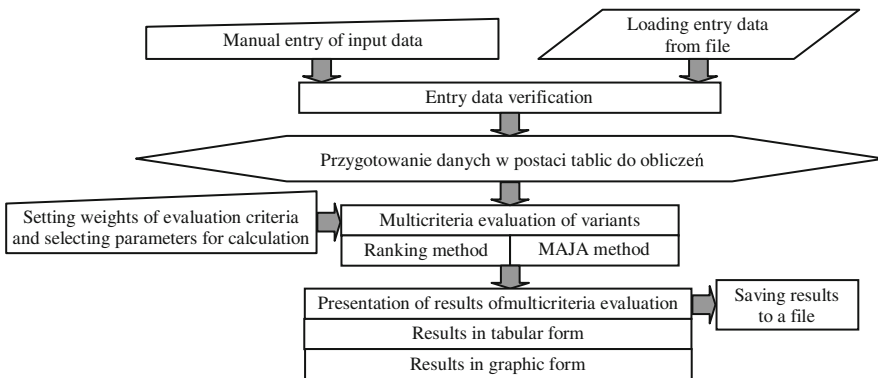 Manual entry of input data
Loading entry data
from file
Entry data verification
Przygotowanie danych w postaci tablic do obliczeń
Setting weights of evaluation criteria
and selecting parameters for calculation
Multicriteria evaluation of variants
Ranking method
MAJA method
Presentation of results ofmulticriteria evaluation
Saving results
to a file
Results in tabular form
Results in graphic form